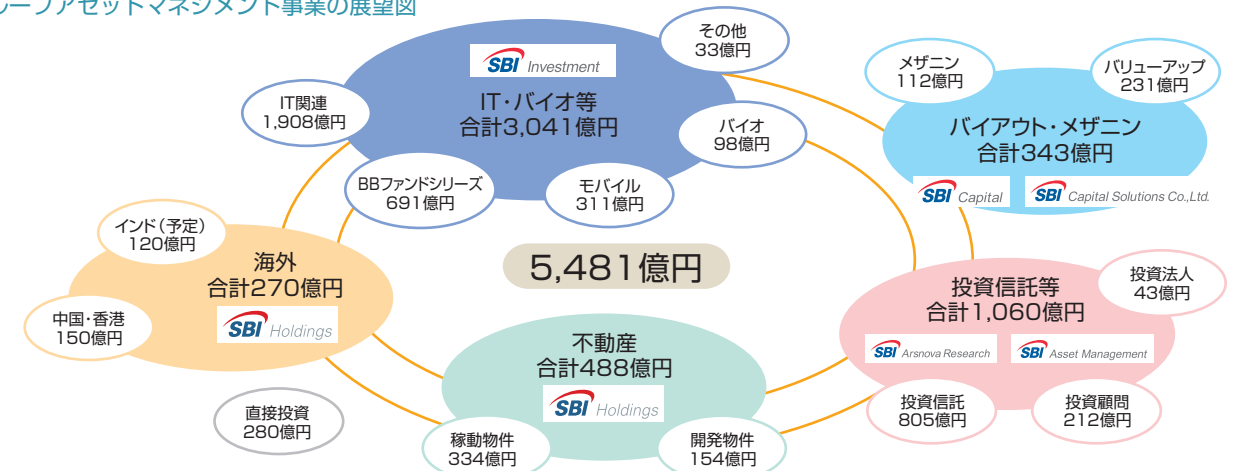 ループアセットマネジメント事業の展望図
SBI Investment
IT・バイオ等
合計3,041億円
その他
33億円
IT関連
1,908億円
バイオ
98億円
BBファンドシリーズ
691億円
モバイル
311億円
メザニン
112億円
バリューアップ
231億円
バイアウト・メザニン
合計343億円
SBI Capital
SBI Capital Solutions Co.,Ltd.
5,481億円
インド（予定）
120億円
海外
合計270億円
SBI Holdings
中国・香港
150億円
直接投資
280億円
不動産
合計488億円
SBI Holdings
稼動物件
334億円
開発物件
154億円
投資信託等
合計1,060億円
投資法人
43億円
SBI Arsnova Research
SBI Asset Management
投資信託
805億円
投資顧問
212億円